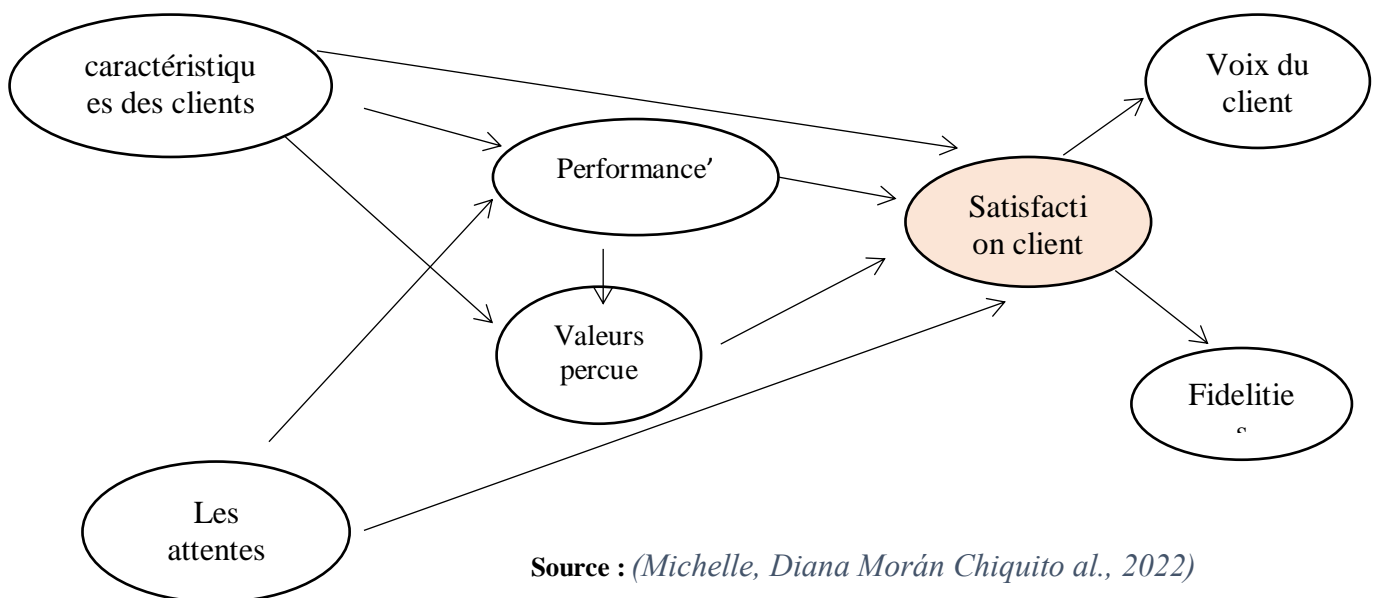 caractéristiqu
es des clients
Voix du
client
Performance’
Satisfacti
on client
Valeurs
percue
Fidelitie
s
Les
attentes
Source : (Michelle, Diana Morán Chiquito al., 2022)